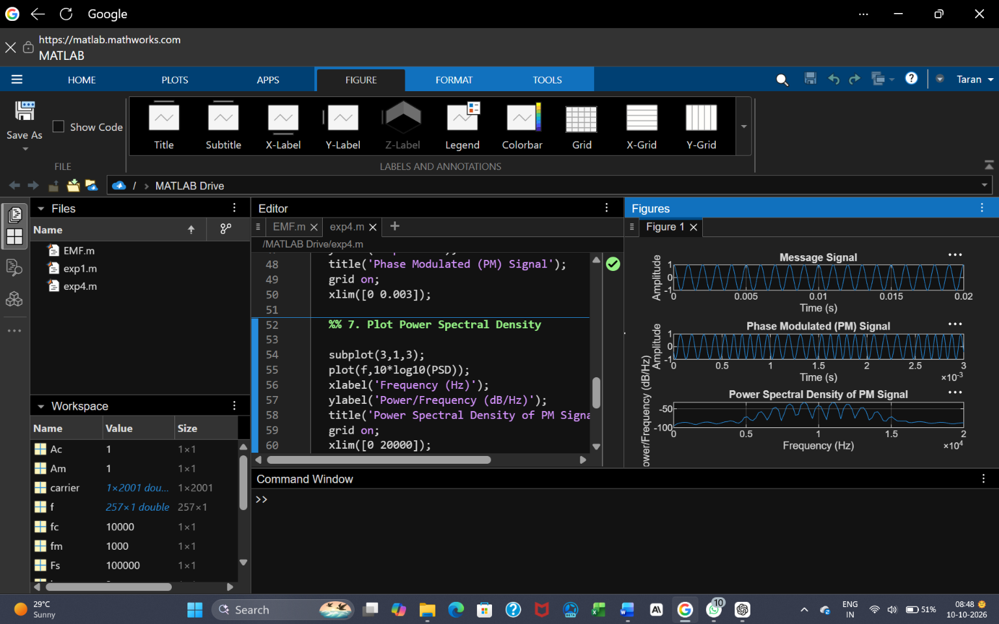 Google
https://matlab.mathworks.com
MATLAB
HOME PLOTS APPS FIGURE FORMAT TOOLS Taran
Save As Show Code Title Subtitle X-Label Y-Label Z-Label Legend Colorbar Grid X-Grid Y-Grid
FILE LABELS AND ANNOTATIONS
/ > MATLAB Drive
Files
Name
EMF.m
exp1.m
exp4.m
Workspace
Name Value Size
Ac 1 1×1
Am 1 1×1
carrier 1×2001 dou... 1×2001
f 257×1 double 257×1
fc 10000 1×1
fm 1000 1×1
Fs 100000 1×1
Editor
EMF.m exp4.m
/MATLAB Drive/exp4.m
48 title('Phase Modulated (PM) Signal');
49 grid on;
50 xlim([0 0.003]);
51
52 %% 7. Plot Power Spectral Density
53
54 subplot(3,1,3);
55 plot(f,10*log10(PSD));
56 xlabel('Frequency (Hz)');
57 ylabel('Power/Frequency (dB/Hz)');
58 title('Power Spectral Density of PM Signa
59 grid on;
60 xlim([0 20000]);
Figures
Figure 1
Message Signal
Amplitude
1
0
-1
0 0.005 0.01 0.015 0.02
Time (s)
Phase Modulated (PM) Signal
Amplitude
1
0
-1
0 0.5 1 1.5 2 2.5 3
Time (s) ×10-3
Power Spectral Density of PM Signal
ower/Frequency (dB/Hz)
-50
-100
0 0.5 1 1.5 2
Frequency (Hz) ×104
Command Window
>>
29°C
Sunny
Search
10
ENG
IN
51%
08:48
10-10-2026